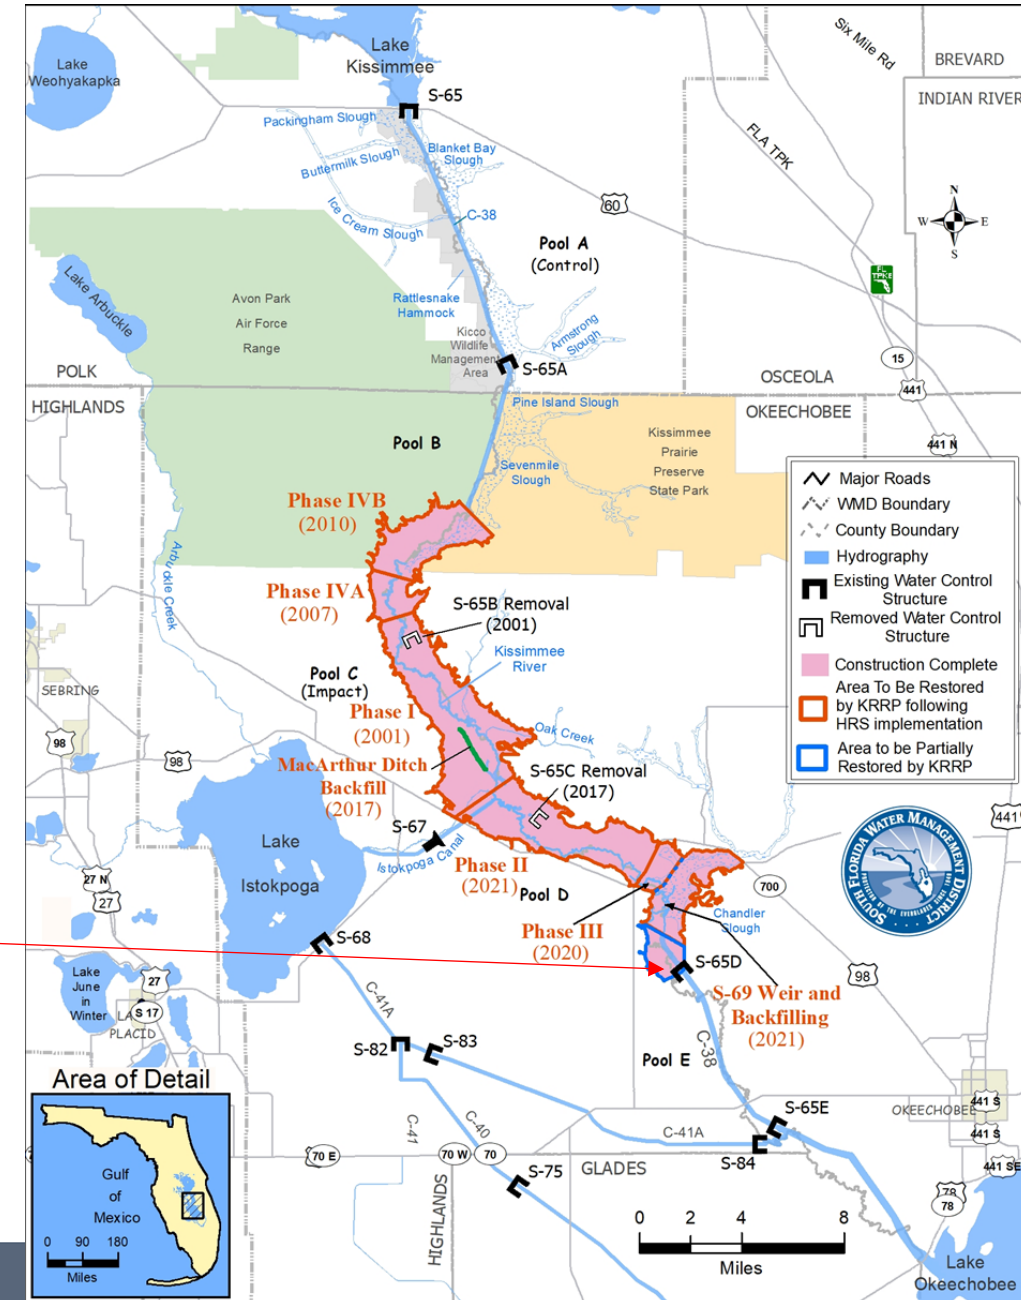 Lake
Weohyakapka
Lake
Kissimmee
S-65
Six Mile Rd
BREVARD
INDIAN RIVER
FLA TPK
Packingham Slough
Buttermilk Slough
Blanket Bay
Slough
Ice Cream Slough
C-38
60
N
W
E
S
Pool A
(Control)
FL
TPKE
Lake Arbuckle
Avon Park
Air Force
Range
Rattlesnake
Hammock
Armstrong
Slough
Kicco
Wildlife
Management
Area
S-65A
15
POLK
OSCEOLA
441
HIGHLANDS
OKEECHOBEE
Pine Island Slough
Pool B
Kissimmee
Prairie
Preserve
State Park
441 N
Sevenmile
Slough
Major Roads
WMD Boundary
County Boundary
Hydrography
Existing Water Control
Structure
Removed Water Control
Structure
Construction Complete
Area To Be Restored
by KRRP following
HRS implementation
Area to be Partially
Restored by KRRP
Phase IVB
(2010)
Arbuckle Creek
Phase IVA
(2007)
S-65B Removal
(2001)
Kissimmee
River
Pool C
(Impact)
SEBRING
Phase I
(2001)
Oak Creek
98
98
MacArthur Ditch
Backfill
(2017)
S-65C Removal
(2017)
S-67
Istokpoga Canal
Lake
Istokpoga
441
SOUTH FLORIDA WATER MANAGEMENT DISTRICT
Phase II
(2021)
Pool D
27 N
27
700
Chandler
Slough
Phase III
(2020)
S-68
S-65D
98
Lake
June
in
Winter
27
S 17
PLACID
C-41A
S-69 Weir and
Backfilling
(2021)
S-82
S-83
C-38
Pool E
Area of Detail
S-65E
OKEECHOBEE
441 S
441 S
441 SE
C-41
C-40
C-41A
S-84
70 E
70 W
70
GLADES
S-75
78
78
HIGHLANDS
Gulf
of
Mexico
0 90 180
Miles
0 2 4 8
Miles
Lake
Okeechobee